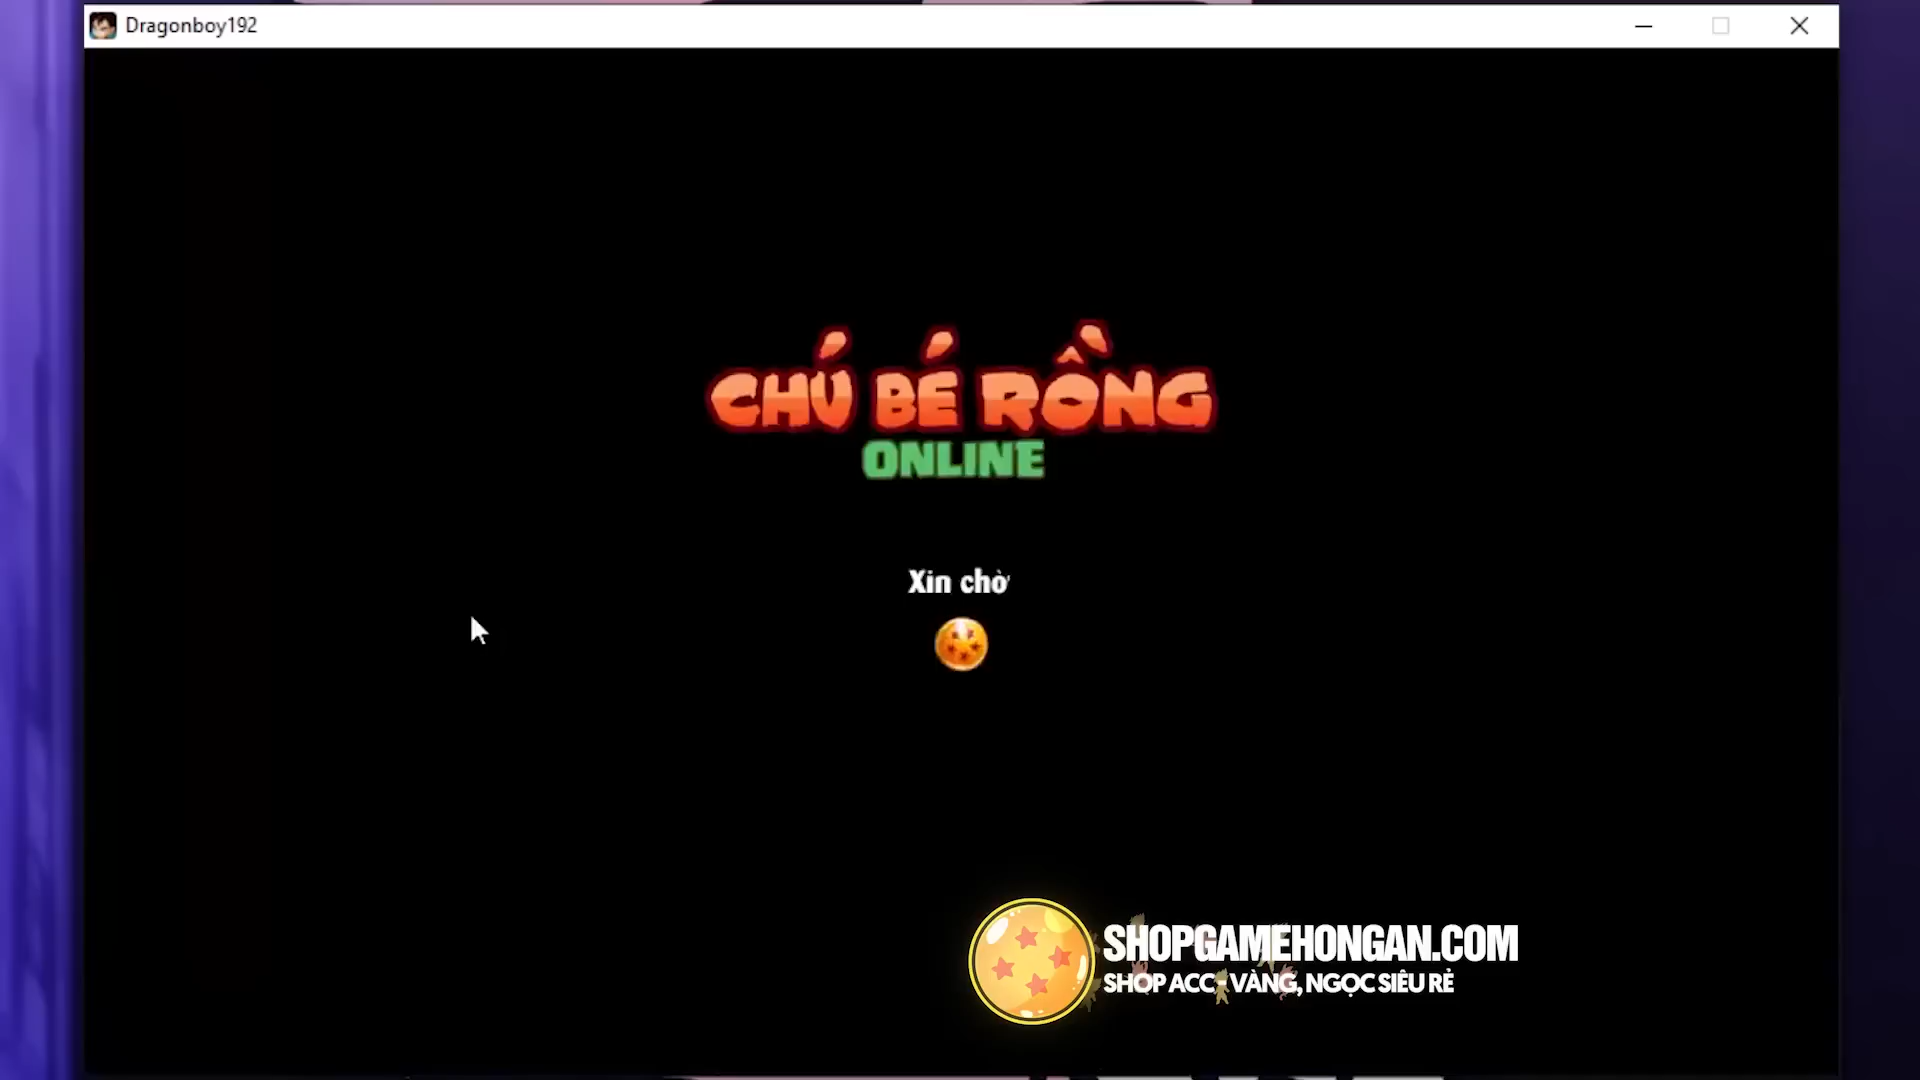 Dragonboy192
CHÚ BÉ RỒNG
ONLINE
Xin chờ
SHOPGAMEHONGAN.COM
SHOP ACC - VÀNG, NGỌC SIÊU RẺ